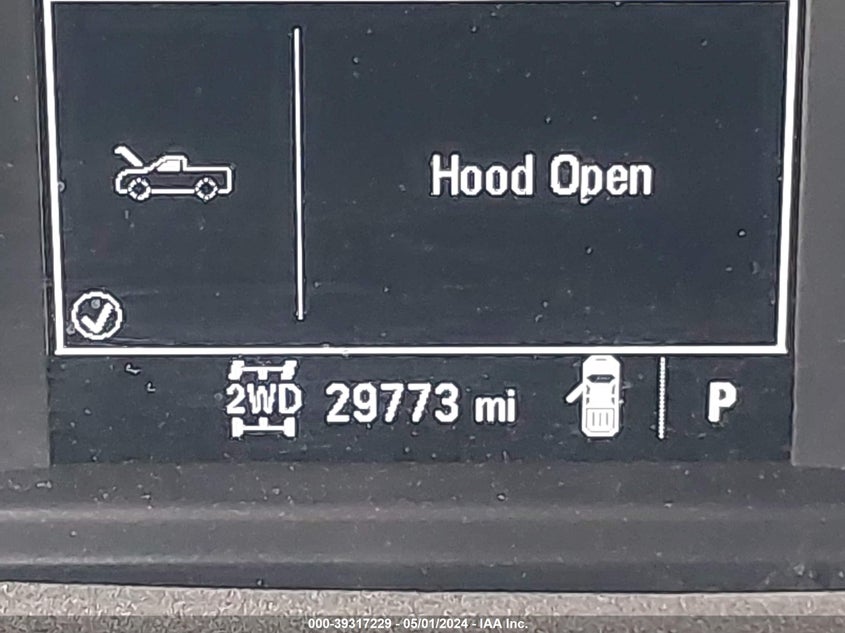 Hood Open
2WD 29773 mi P
000-39317229 - 05/01/2024 - IAA Inc.